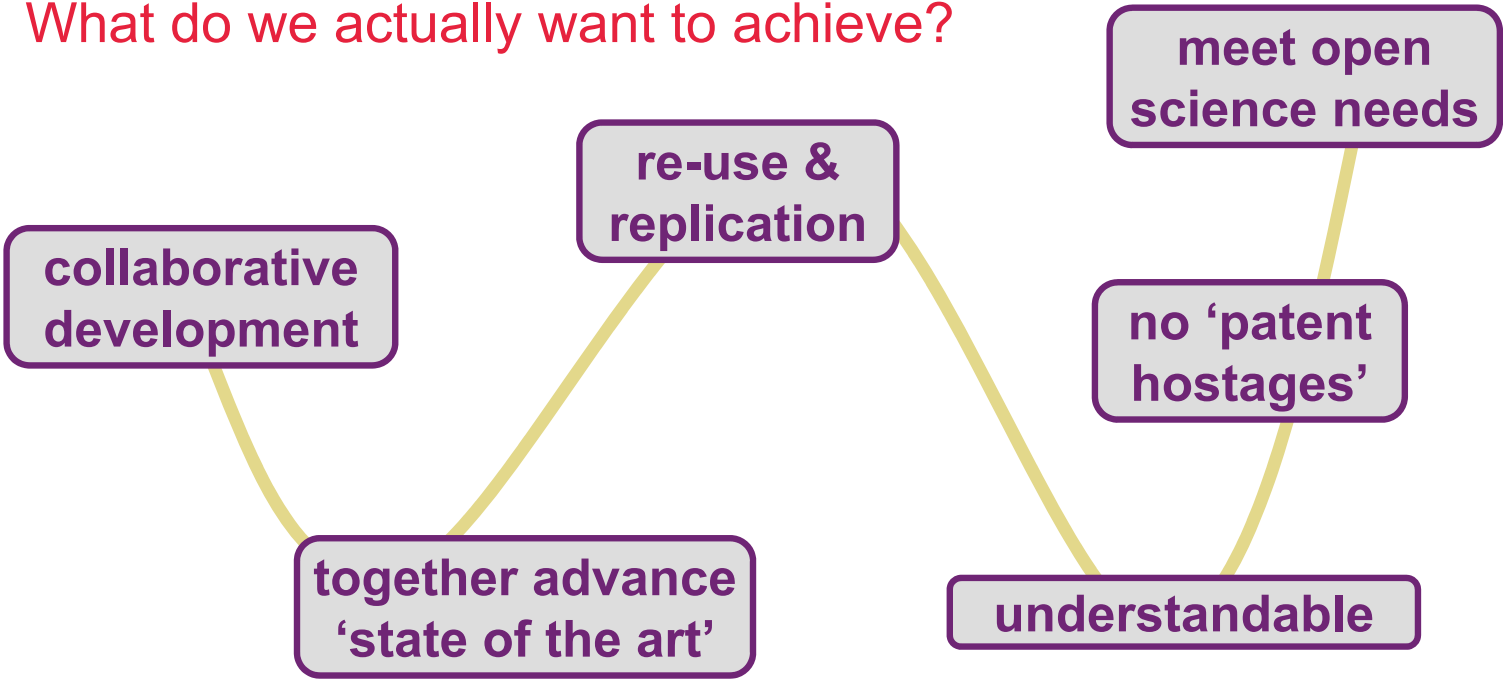 What do we actually want to achieve?
collaborative
development
together advance
‘state of the art’
re-use &
replication
understandable
no ‘patent
hostages’
meet open
science needs